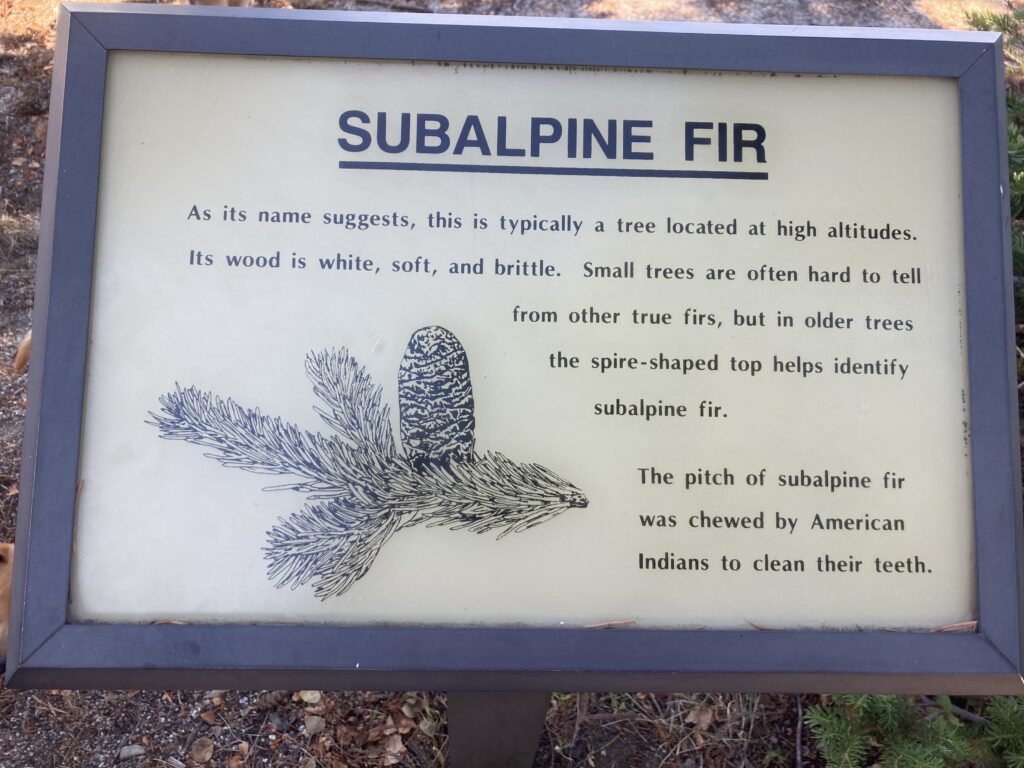 SUBALPINE FIR
As its name suggests, this is typically a tree located at high altitudes.
Its wood is white, soft, and brittle. Small trees are often hard to tell
from other true firs, but in older trees
the spire-shaped top helps identify
subalpine fir.
The pitch of subalpine fir
was chewed by American
Indians to clean their teeth.